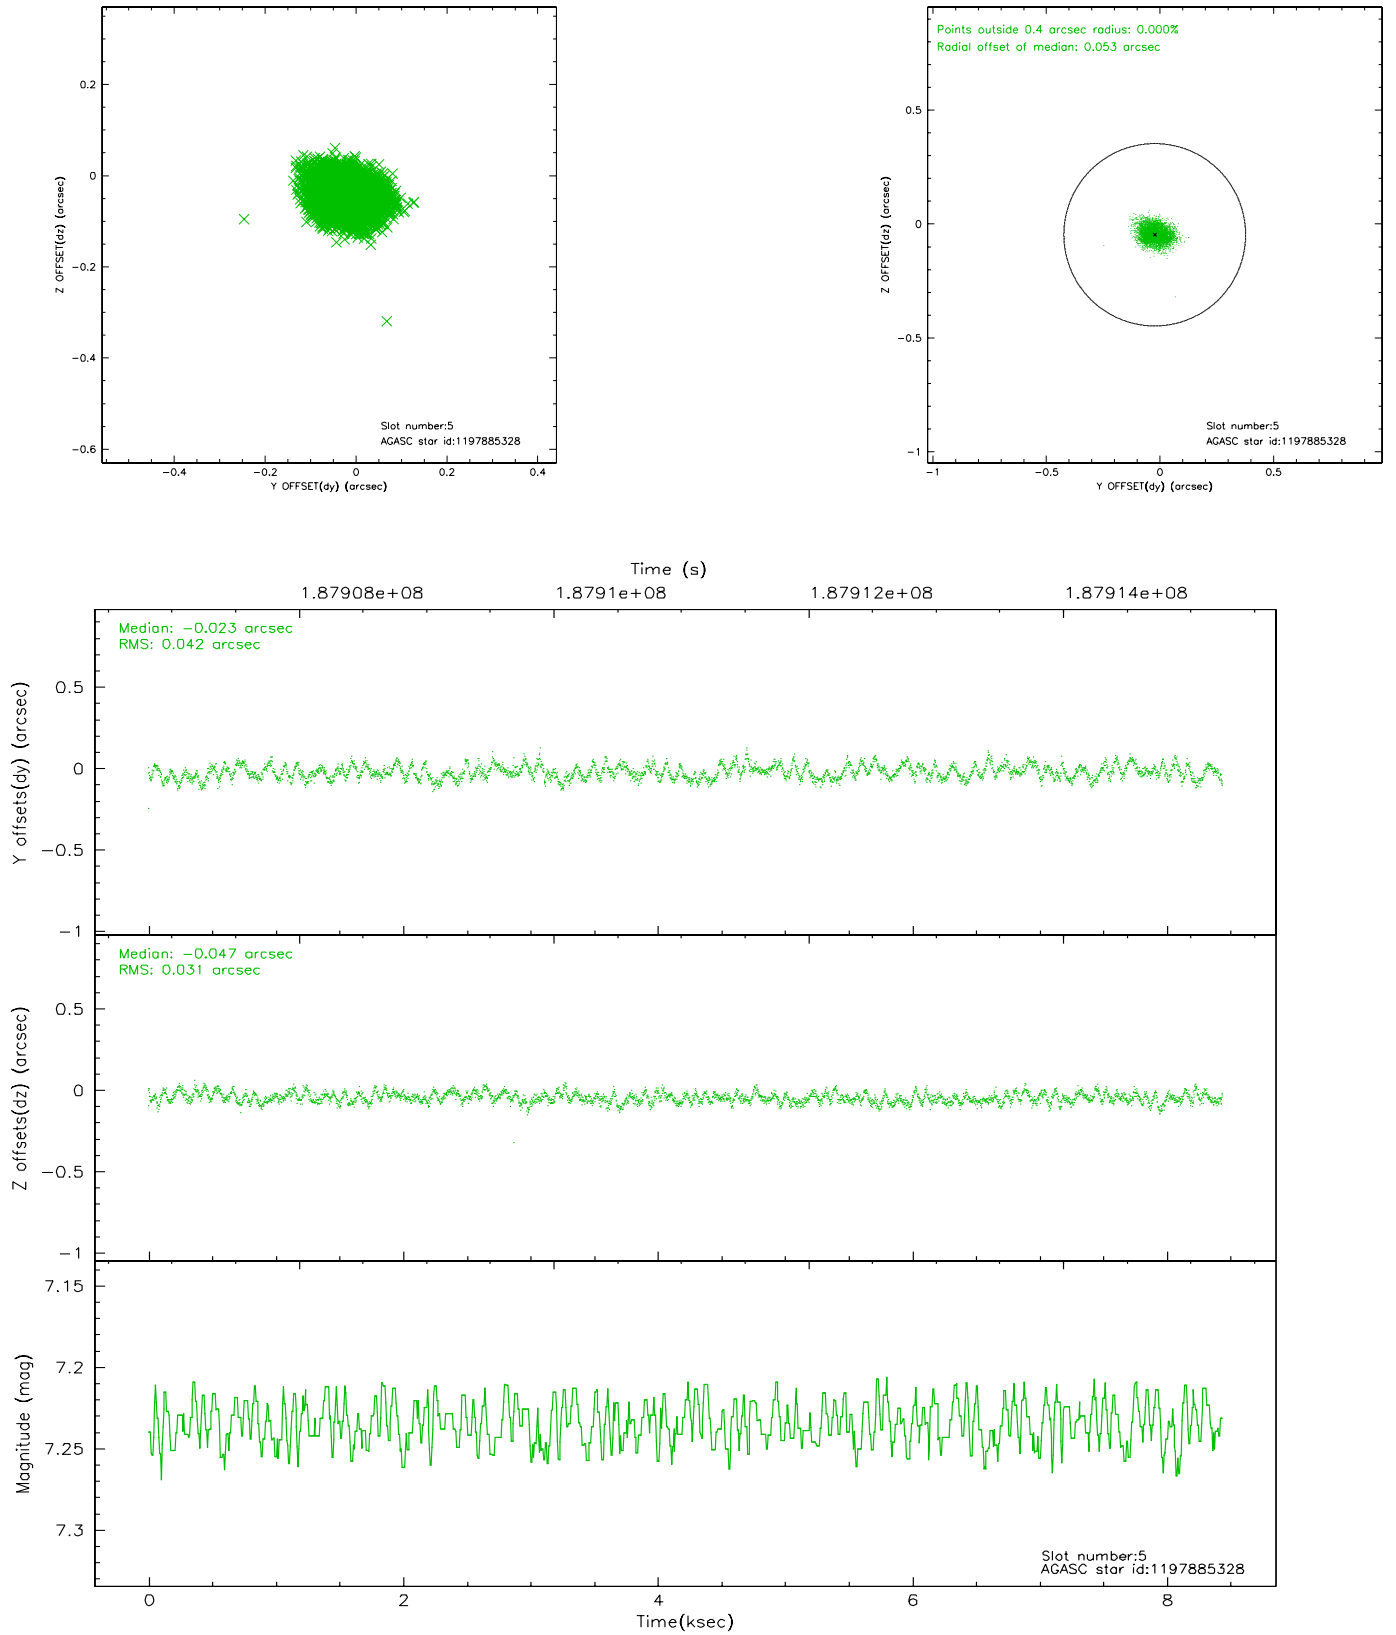 0.2
0
−0.2
−0.4
−0.6
Z OFFSET(dz) (arcsec)
Slot number:5
AGASC star id:1197885328
−0.4
−0.2
0
0.2
0.4
Y OFFSET(dy) (arcsec)
Points outside 0.4 arcsec radius: 0.000%
Radial offset of median: 0.053 arcsec
0.5
0
−0.5
−1
Z OFFSET(dz) (arcsec)
Slot number:5
AGASC star id:1197885328
−1
−0.5
0
0.5
Y OFFSET(dy) (arcsec)
Time (s)
1.87908e+08
1.8791e+08
1.87912e+08
1.87914e+08
Median: −0.023 arcsec
RMS: 0.042 arcsec
0.5
0
−0.5
−1
Y offsets(dy) (arcsec)
Median: −0.047 arcsec
RMS: 0.031 arcsec
0.5
0
−0.5
−1
Z offsets(dz) (arcsec)
7.15
7.2
7.25
7.3
Magnitude (mag)
Slot number:5
AGASC star id:1197885328
0
2
4
6
8
Time(ksec)